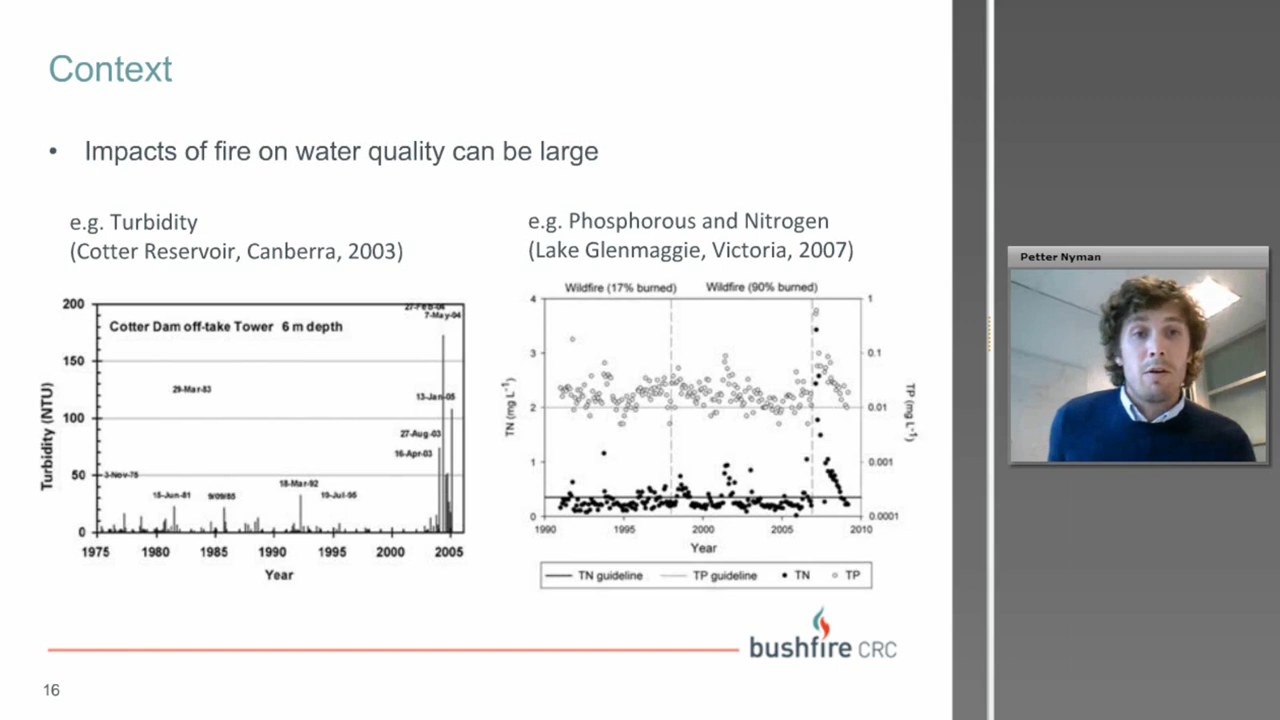 Context
• Impacts of fire on water quality can be large
e.g. Turbidity
(Cotter Reservoir, Canberra, 2003)
e.g. Phosphorous and Nitrogen
(Lake Glenmaggie, Victoria, 2007)
200
150
100
50
0
Turbidity (NTU)
Cotter Dam off-take Tower 6 m depth
27-Feb-04
7-May-04
29-Mar-83
13-Jan-05
27-Aug-03
16-Apr-03
3-Nov-75
18-Mar-92
15-Jun-81
9/09/85
19-Jul-95
1975 1980 1985 1990 1995 2000 2005
Year
Wildfire (17% burned) Wildfire (90% burned)
4
3
2
1
0
TN (mg L⁻¹)
1
0.1
0.01
0.001
0.0001
TP (mg L⁻¹)
1990 1995 2000 2005 2010
Year
TN guideline TP guideline TN TP
bushfire CRC
16
Petter Nyman